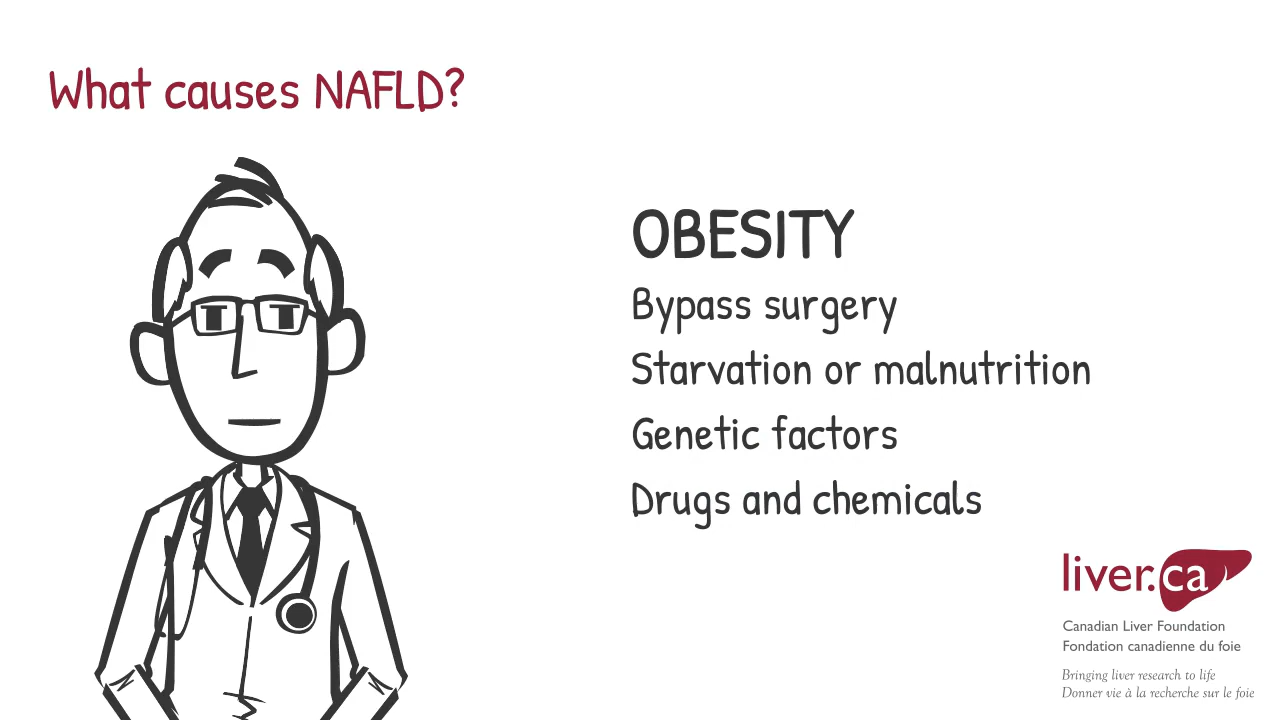 What causes NAFLD?
OBESITY
Bypass surgery
Starvation or malnutrition
Genetic factors
Drugs and chemicals
liver.ca
Canadian Liver Foundation
Fondation canadienne du foie
Bringing liver research to life
Donner vie à la recherche sur le foie